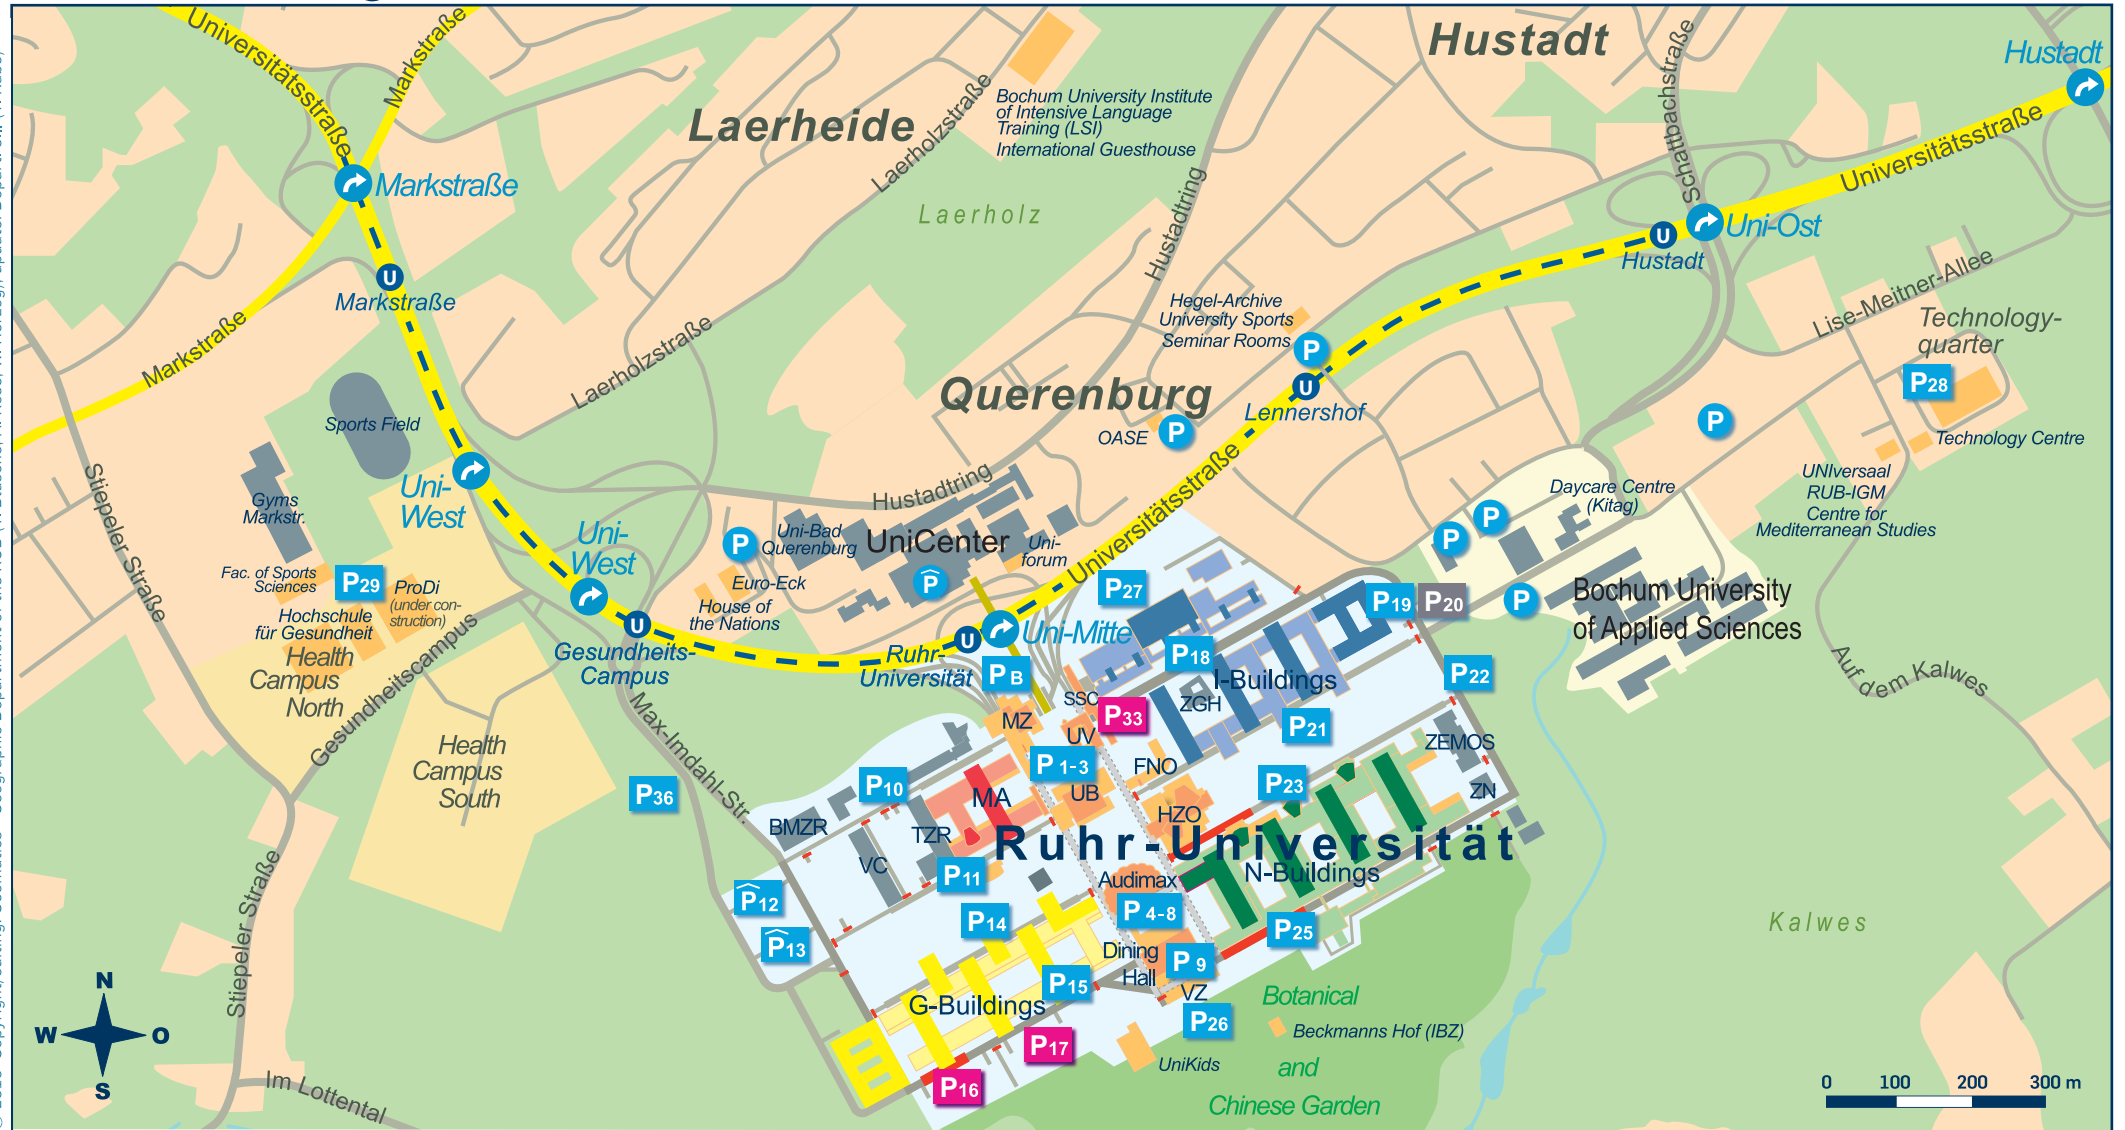 Universitätsstraße
Markstraße
Hustadt
Hustadt
Schattbachstraße
Laerheide
Laerholzstraße
Bochum University Institute
of Intensive Language
Training (LSI)
International Guesthouse
Universitätsstraße
Markstraße
Laerholz
Hustadtring
Uni-Ost
U
Hustadt
U
Markstraße
Lise-Meitner-Allee
Technology-
quarter
Hegel-Archive
University Sports
Seminar Rooms
P
Markstraße
Laerholzstraße
Querenburg
U
Lennershof
P28
Technology Centre
Sports Field
OASE
P
P
Stiepeler Straße
Uni-
West
Gyms
Markstr.
Hustadtring
Universitätsstraße
UNIversaal
RUB-IGM
Centre for
Mediterranean Studies
Daycare Centre
(Kitag)
P
P
P
Uni-
West
P
Uni-Bad
Querenburg
UniCenter
Uni-
forum
P
Euro-Eck
House of
the Nations
Fac. of Sports
Sciences
P29
ProDi
(under con-
struction)
Hochschule
für Gesundheit
Health
Campus
North
Gesundheitscampus
U
Gesundheits-
Campus
U
Ruhr-
Universität
Uni-Mitte
P27
P19
P20
Bochum University
of Applied Sciences
P B
P18
I-Buildings
P22
Auf dem Kalwes
SSC
P33
ZGH
MZ
UV
P21
ZEMOS
Max-Imdahl-Str.
Health
Campus
South
P36
P10
P 1-3
FNO
P23
ZN
MA
UB
HZO
BMZR
TZR
VC
Ruhr-Universität
P11
Audimax
N-Buildings
P12
P14
P 4-8
P25
P13
Dining
Hall
P 9
Kalwes
Stiepeler Straße
P15
VZ
G-Buildings
P26
Botanical
Beckmanns Hof (IBZ)
and
Chinese Garden
P17
UniKids
P16
Im Lottental
N
W
O
S
0 100 200 300 m